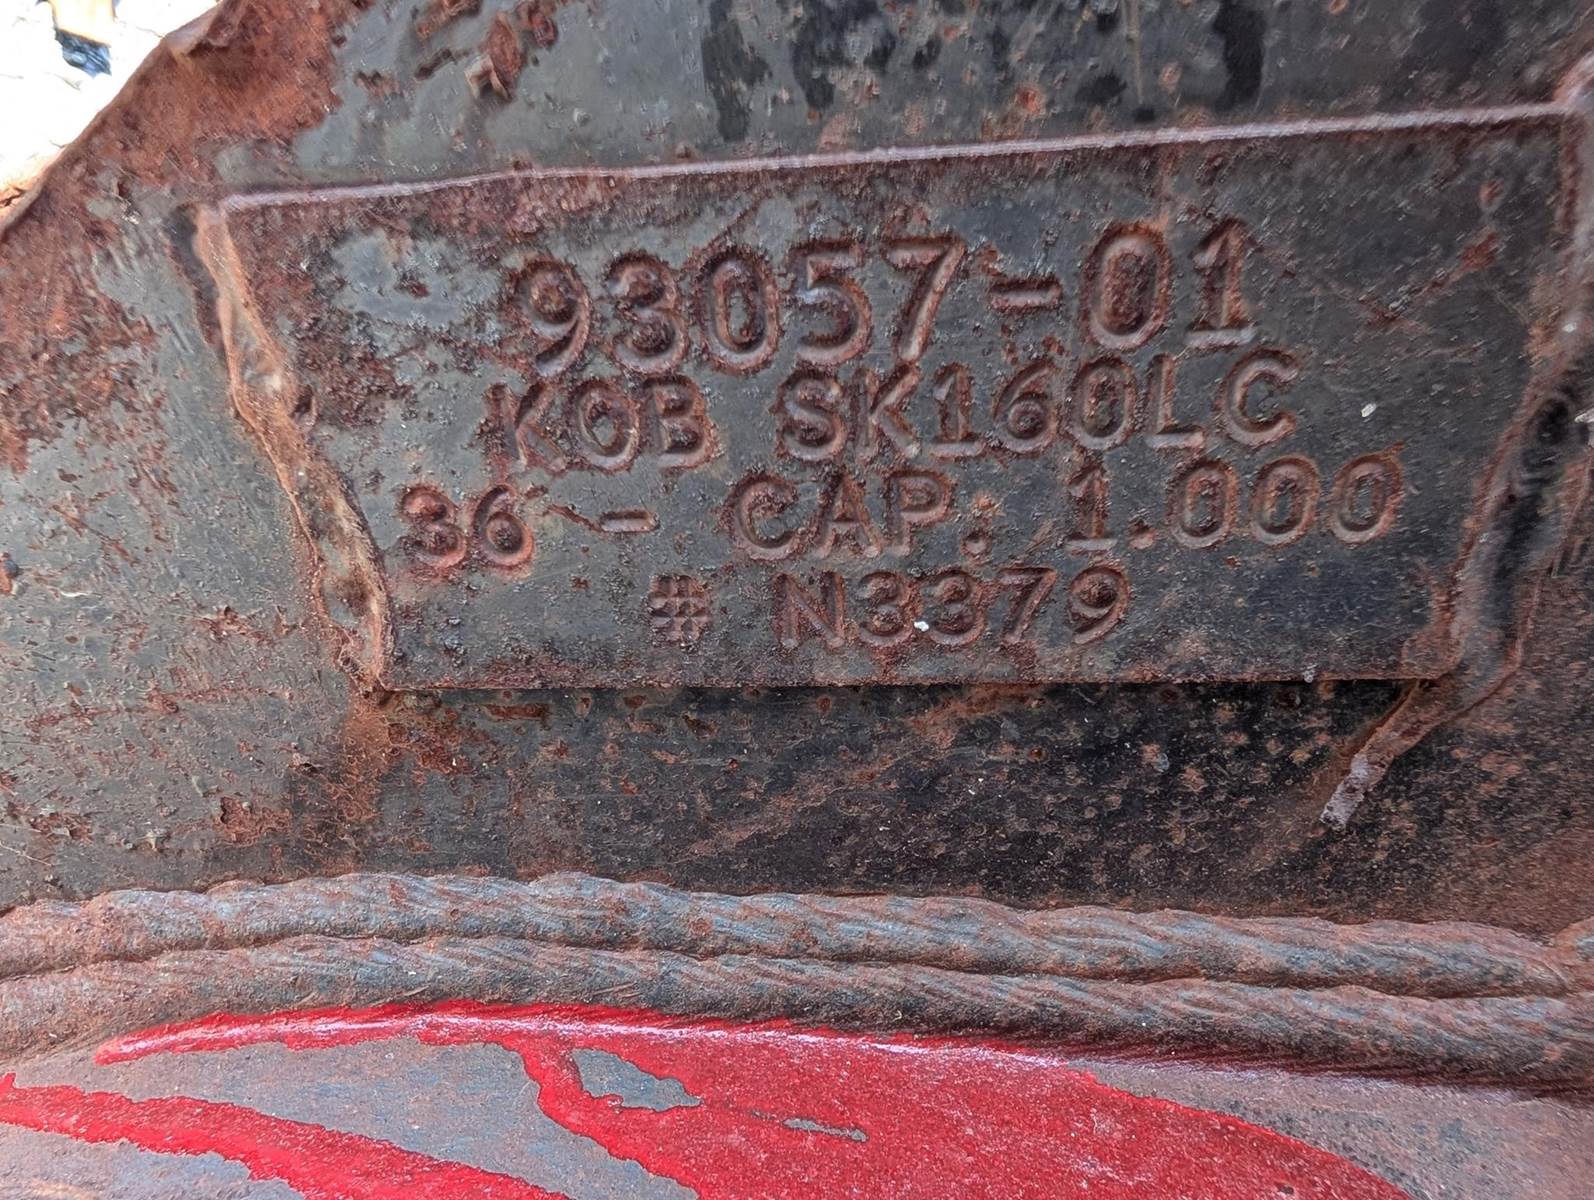 93057-01
KOB SK160LC
36 - CAP. 1.000
# N3379